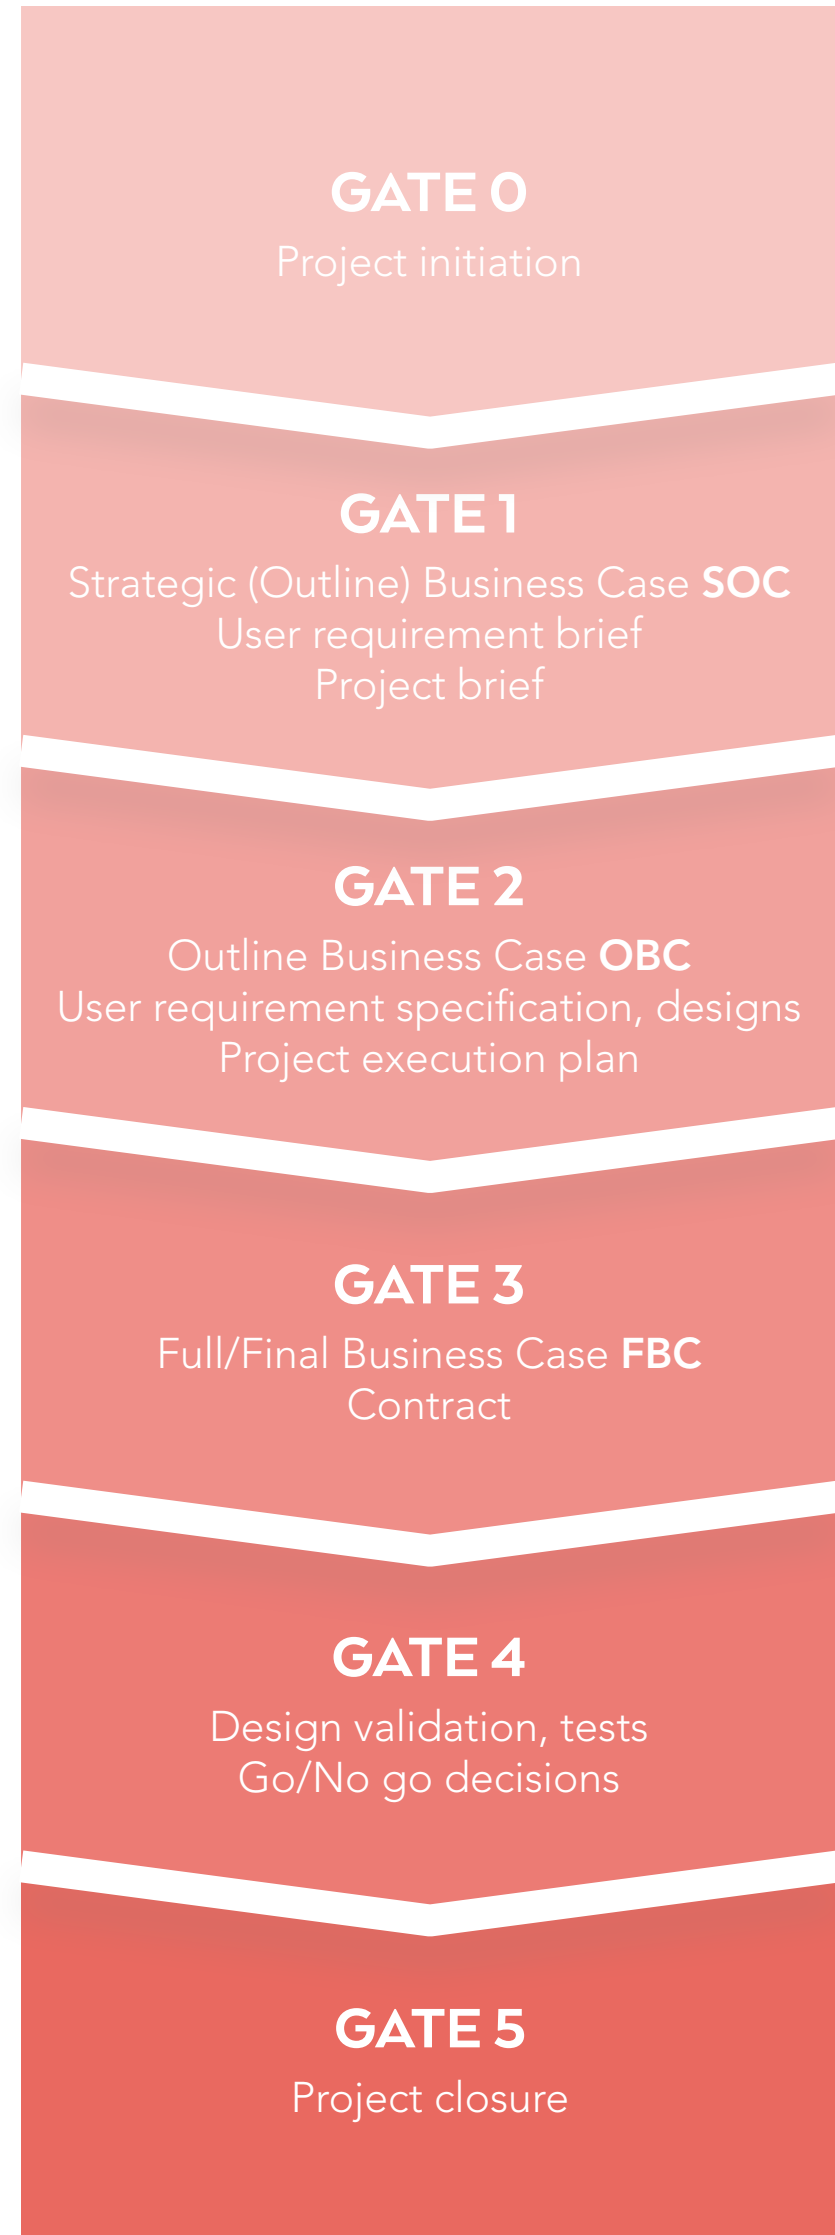 GATE 0
Project initiation
GATE 1
Strategic (Outline) Business Case SOC
User requirement brief
Project brief
GATE 2
Outline Business Case OBC
User requirement specification, designs
Project execution plan
GATE 3
Full/Final Business Case FBC
Contract
GATE 4
Design validation, tests
Go/No go decisions
GATE 5
Project closure